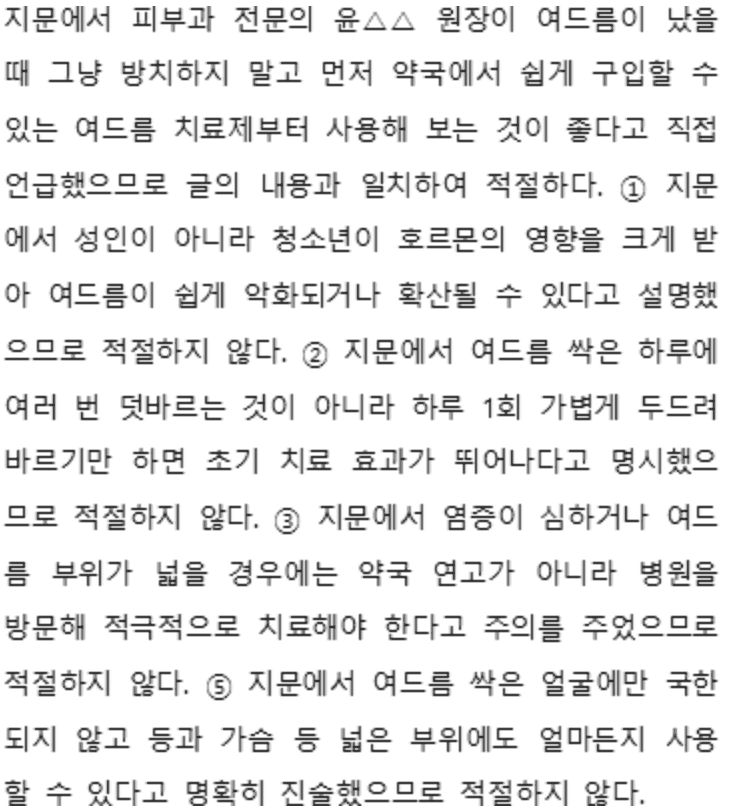 지문에서 피부과 전문의 윤△△ 원장이 여드름이 났을
때 그냥 방치하지 말고 먼저 약국에서 쉽게 구입할 수
있는 여드름 치료제부터 사용해 보는 것이 좋다고 직접
언급했으므로 글의 내용과 일치하여 적절하다. ① 지문
에서 성인이 아니라 청소년이 호르몬의 영향을 크게 받
아 여드름이 쉽게 악화되거나 확산될 수 있다고 설명했
으므로 적절하지 않다. ② 지문에서 여드름 싹은 하루에
여러 번 덧바르는 것이 아니라 하루 1회 가볍게 두드려
바르기만 하면 초기 치료 효과가 뛰어나다고 명시했으
므로 적절하지 않다. ③ 지문에서 염증이 심하거나 여드
름 부위가 넓을 경우에는 약국 연고가 아니라 병원을
방문해 적극적으로 치료해야 한다고 주의를 주었으므로
적절하지 않다. ⑤ 지문에서 여드름 싹은 얼굴에만 국한
되지 않고 등과 가슴 등 넓은 부위에도 얼마든지 사용
할 수 있다고 명확히 진술했으므로 적절하지 않다.